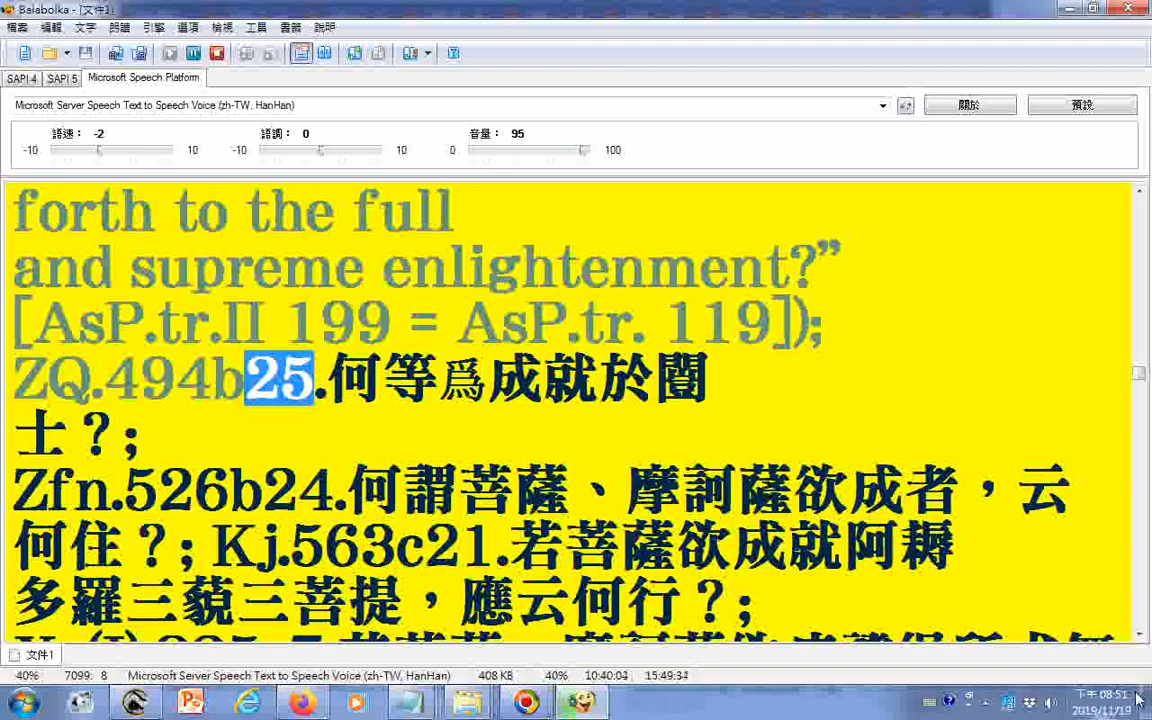 Balabolka - [文件1]
檔案 編輯 文字 朗讀 引擎 選項 檢視 工具 書籤 說明
SAPI 4 SAPI 5 Microsoft Speech Platform
Microsoft Server Speech Text to Speech Voice (zh-TW, HanHan) 關於 預設
語速： -2 語調： 0 音量： 95
-10 10 -10 10 0 100
forth to the full
and supreme enlightenment?”
[AsP.tr.II 199 = AsP.tr. 119]);
ZQ.494b25.何等爲成就於闓
士？;
Zfn.526b24.何謂菩薩、摩訶薩欲成者，云
何住？; Kj.563c21.若菩薩欲成就阿耨
多羅三藐三菩提，應云何行？;
文件1
40% 7099: 8 Microsoft Server Speech Text to Speech Voice (zh-TW, HanHan) 408 KB 40% 10:40:04 15:49:34
下午 08:51
2019/11/19